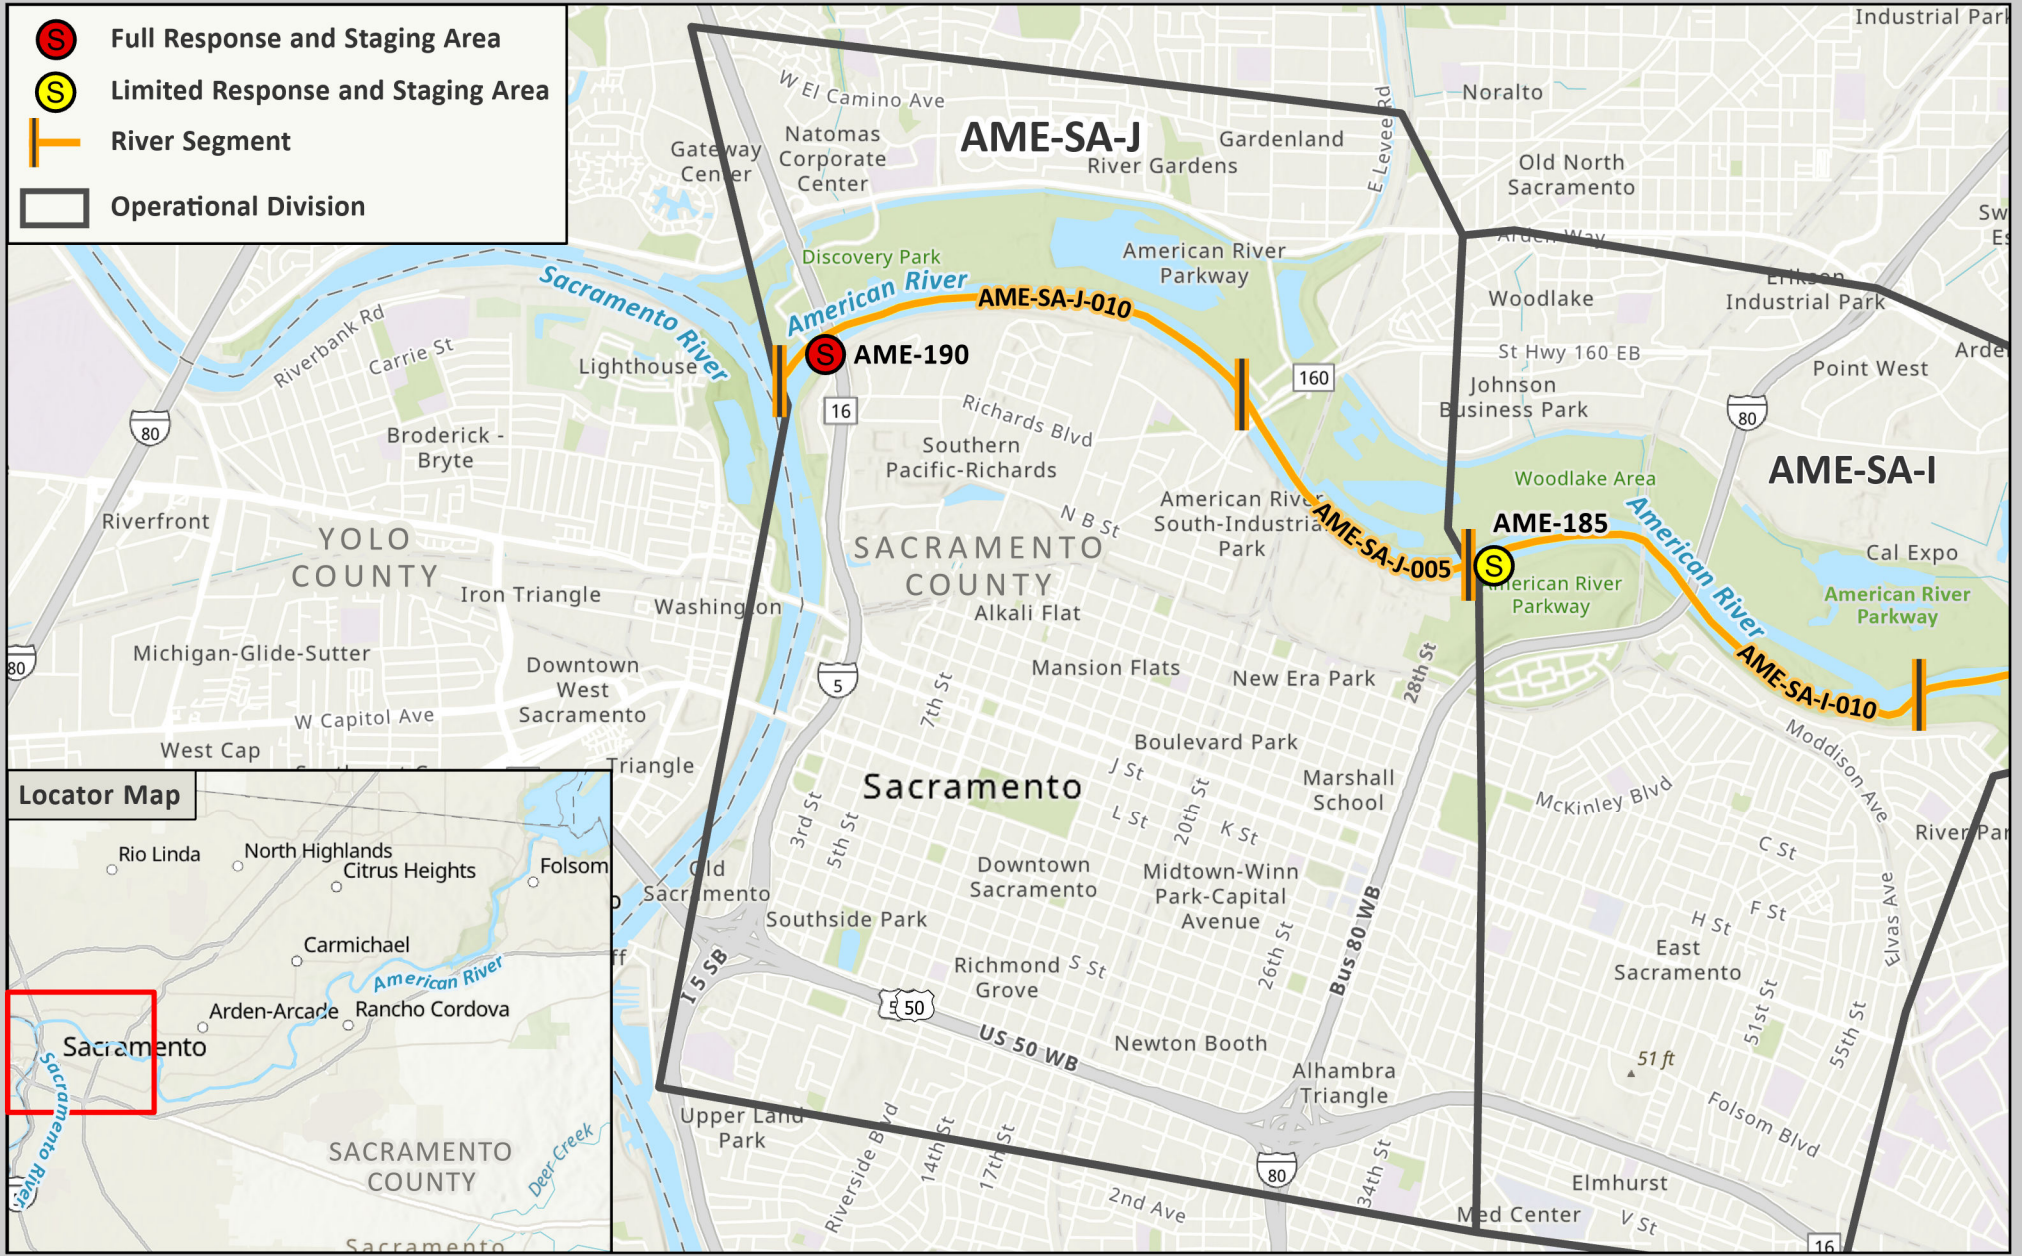 S Full Response and Staging Area
S Limited Response and Staging Area
River Segment
Operational Division
Industrial Park
W El Camino Ave
Noralto
E Levee Rd
AME-SA-J
Gardenland
River Gardens
Natomas
Corporate
Center
Gateway
Center
Old North
Sacramento
Arden Way
Discovery Park
American River
American River
Parkway
Sacramento River
AME-SA-J-010
Woodlake
Erikson
Industrial Park
Riverbank Rd
Carrie St
Lighthouse
S AME-190
St Hwy 160 EB
160
Point West
Johnson
Business Park
16
80
80
Richards Blvd
Broderick -
Bryte
Southern
Pacific-Richards
AME-SA-I
Woodlake Area
American River
American River
South-Industrial
Park
N B St
AME-SA-J-005
AME-185
S
Riverfront
YOLO
COUNTY
SACRAMENTO
COUNTY
Cal Expo
American River
Parkway
American River
Parkway
Iron Triangle
Washington
Alkali Flat
Michigan-Glide-Sutter
80
Downtown
West
Sacramento
5
Mansion Flats
New Era Park
28th St
AME-SA-I-010
7th St
W Capitol Ave
West Cap
Triangle
Boulevard Park
J St
Moddison Ave
Sacramento
Marshall
School
McKinley Blvd
3rd St
5th St
L St
20th St
K St
C St
Old
Sacramento
Downtown
Sacramento
Midtown-Winn
Park-Capital
Avenue
Bus 80 WB
Elvas Ave
F St
H St
Southside Park
East
Sacramento
I 5 SB
Richmond
Grove
S St
26th St
50
US 50 WB
Newton Booth
51st St
55th St
51 ft
Alhambra
Triangle
Folsom Blvd
Upper Land
Park
Riverside Blvd
14th St
17th St
34th St
80
2nd Ave
Elmhurst
Med Center
V St
16
Locator Map
Rio Linda
North Highlands
Citrus Heights
Folsom
Carmichael
American River
Arden-Arcade
Rancho Cordova
Sacramento
Sacramento River
SACRAMENTO
COUNTY
Deer Creek